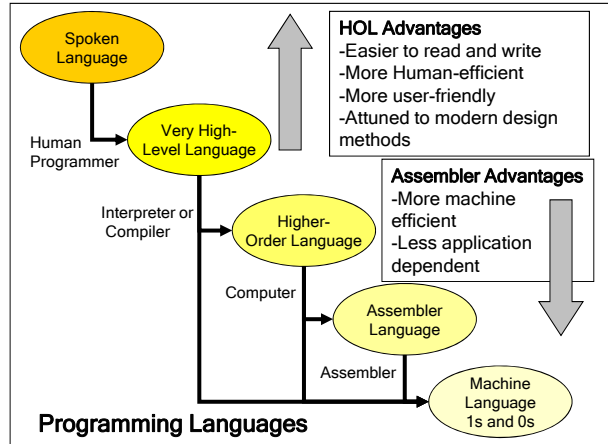 Spoken
Language
Human
Programmer
Very High-
Level Language
Interpreter or
Compiler
Higher-
Order Language
Computer
Assembler
Language
Assembler
Machine
Language
1s and 0s
HOL Advantages
-Easier to read and write
-More Human-efficient
-More user-friendly
-Attuned to modern design
methods
Assembler Advantages
-More machine
efficient
-Less application
dependent
Programming Languages